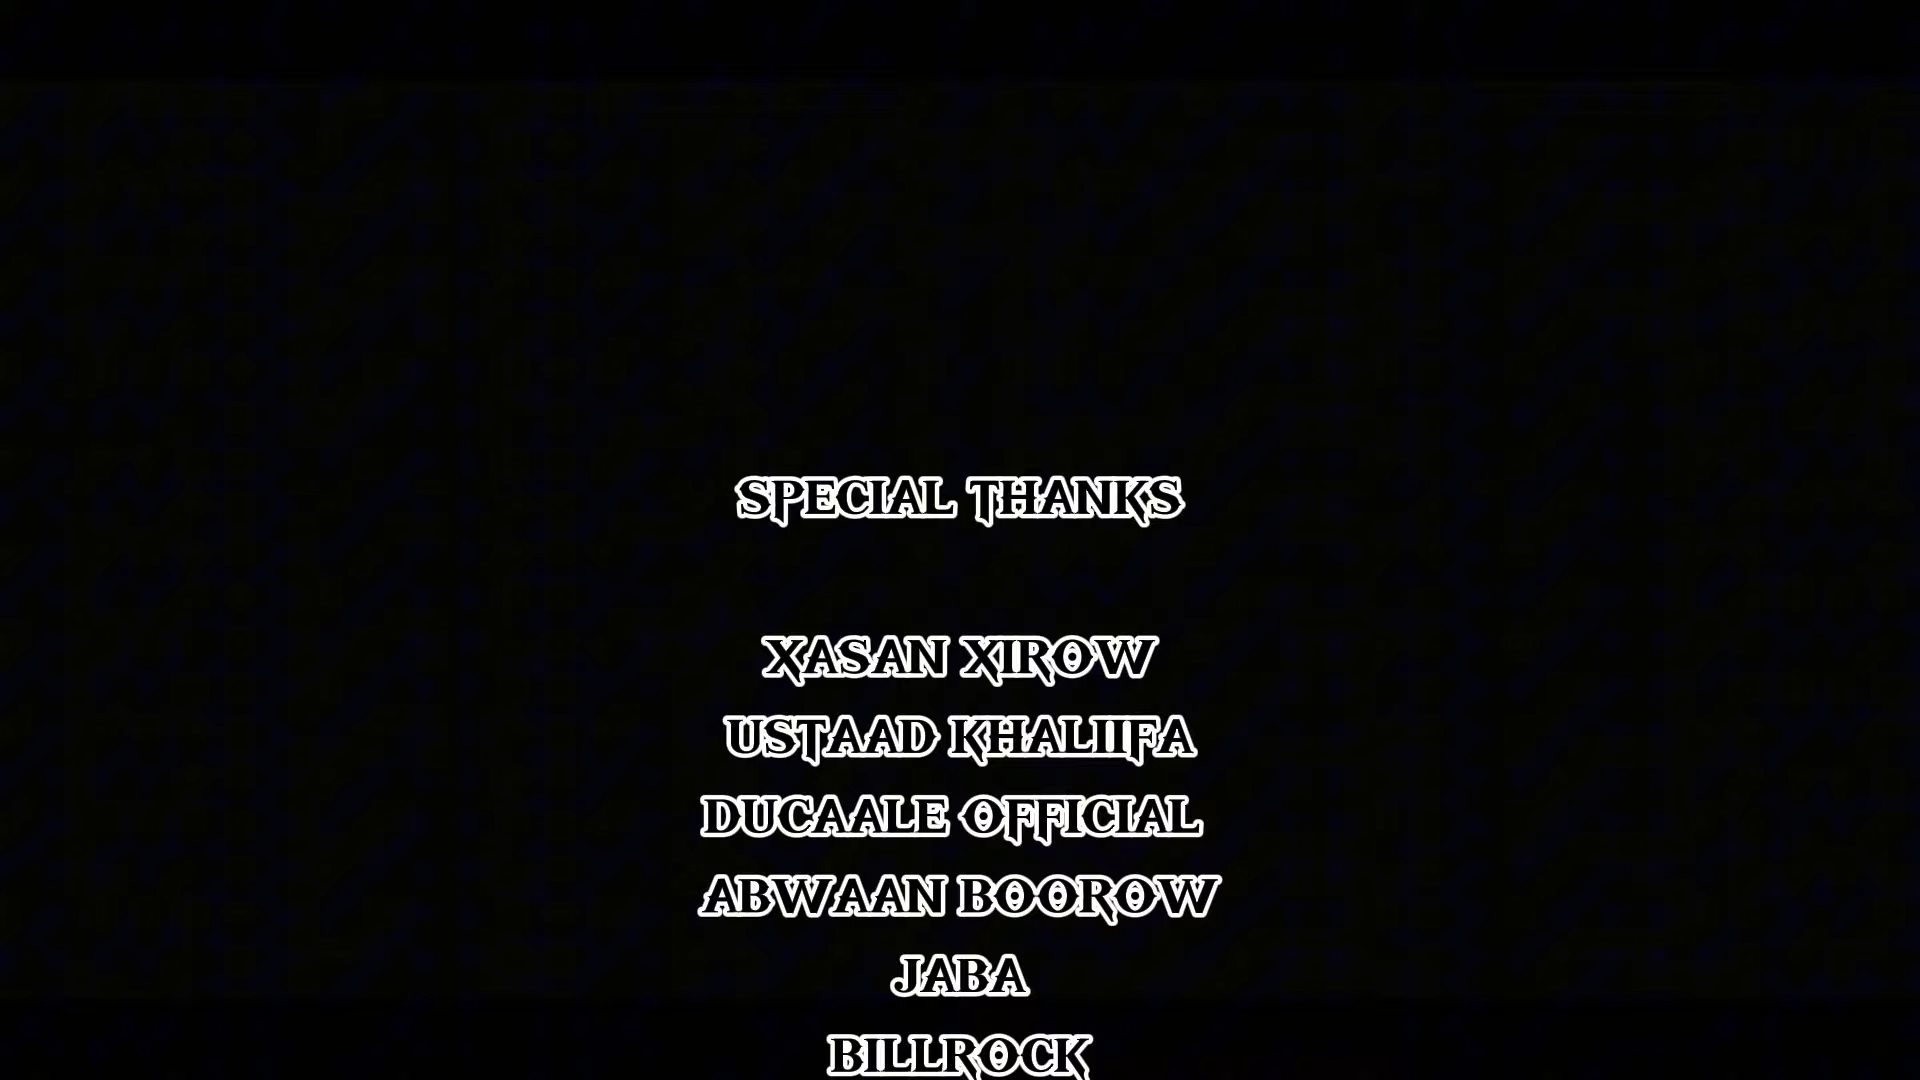 SPECIAL THANKS
XASAN XIROW
USTAAD KHALIIFA
DUCAALE OFFICIAL
ABWAAN BOOROW
JABA
BILLROCK